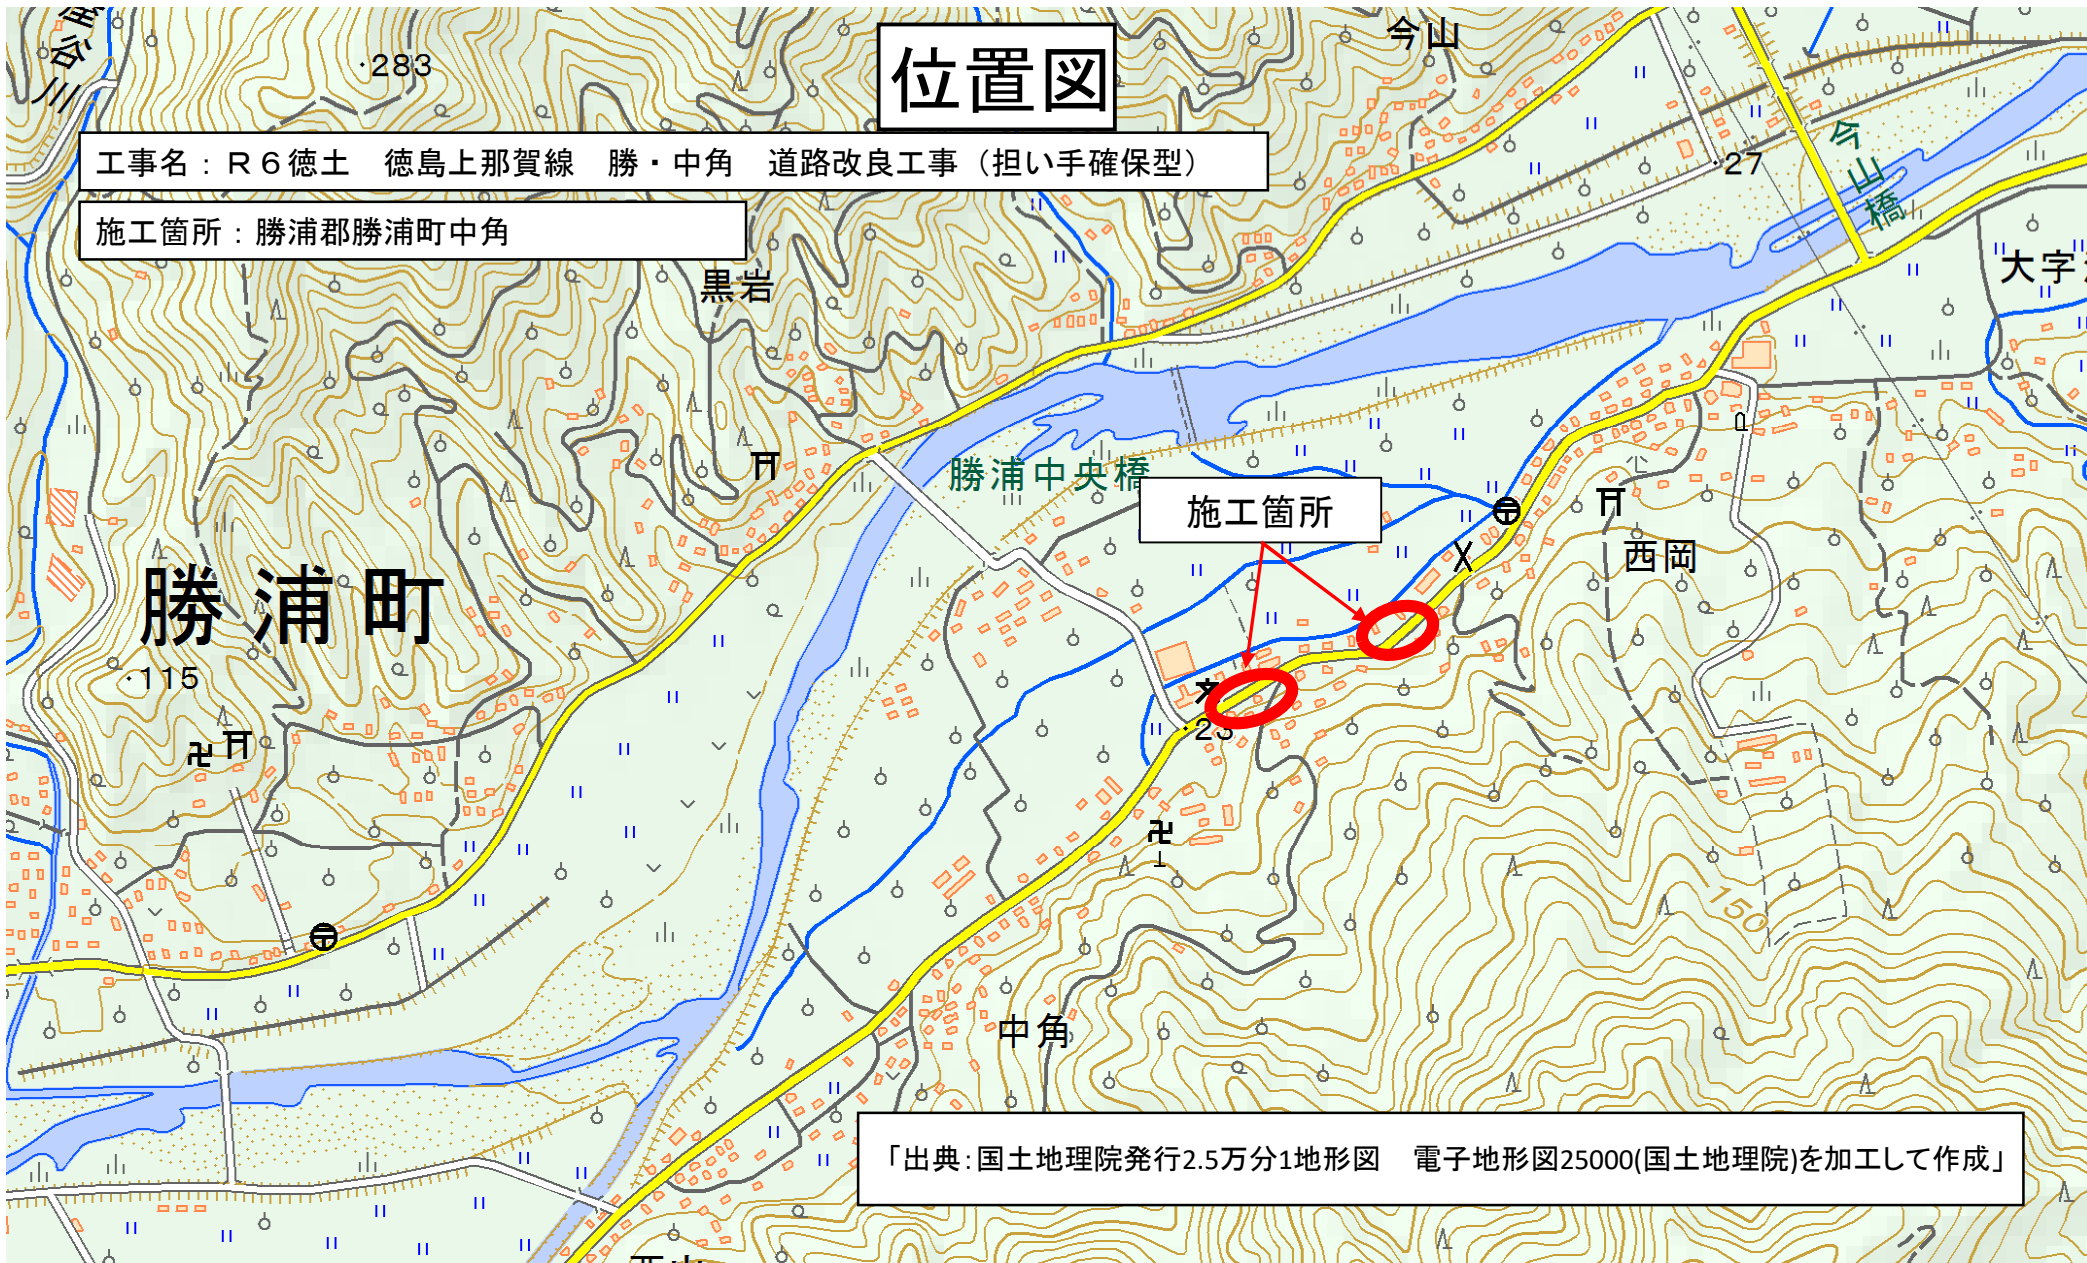 位置図
今山
283
工事名：Ｒ６徳土　徳島上那賀線　勝・中角　道路改良工事（担い手確保型）
施工箇所：勝浦郡勝浦町中角
谷川
27
今山橋
大字
黒岩
勝浦中央橋
施工箇所
西岡
勝浦町
115
23
150
中角
「出典：国土地理院発行2.5万分1地形図　電子地形図25000(国土地理院)を加工して作成」